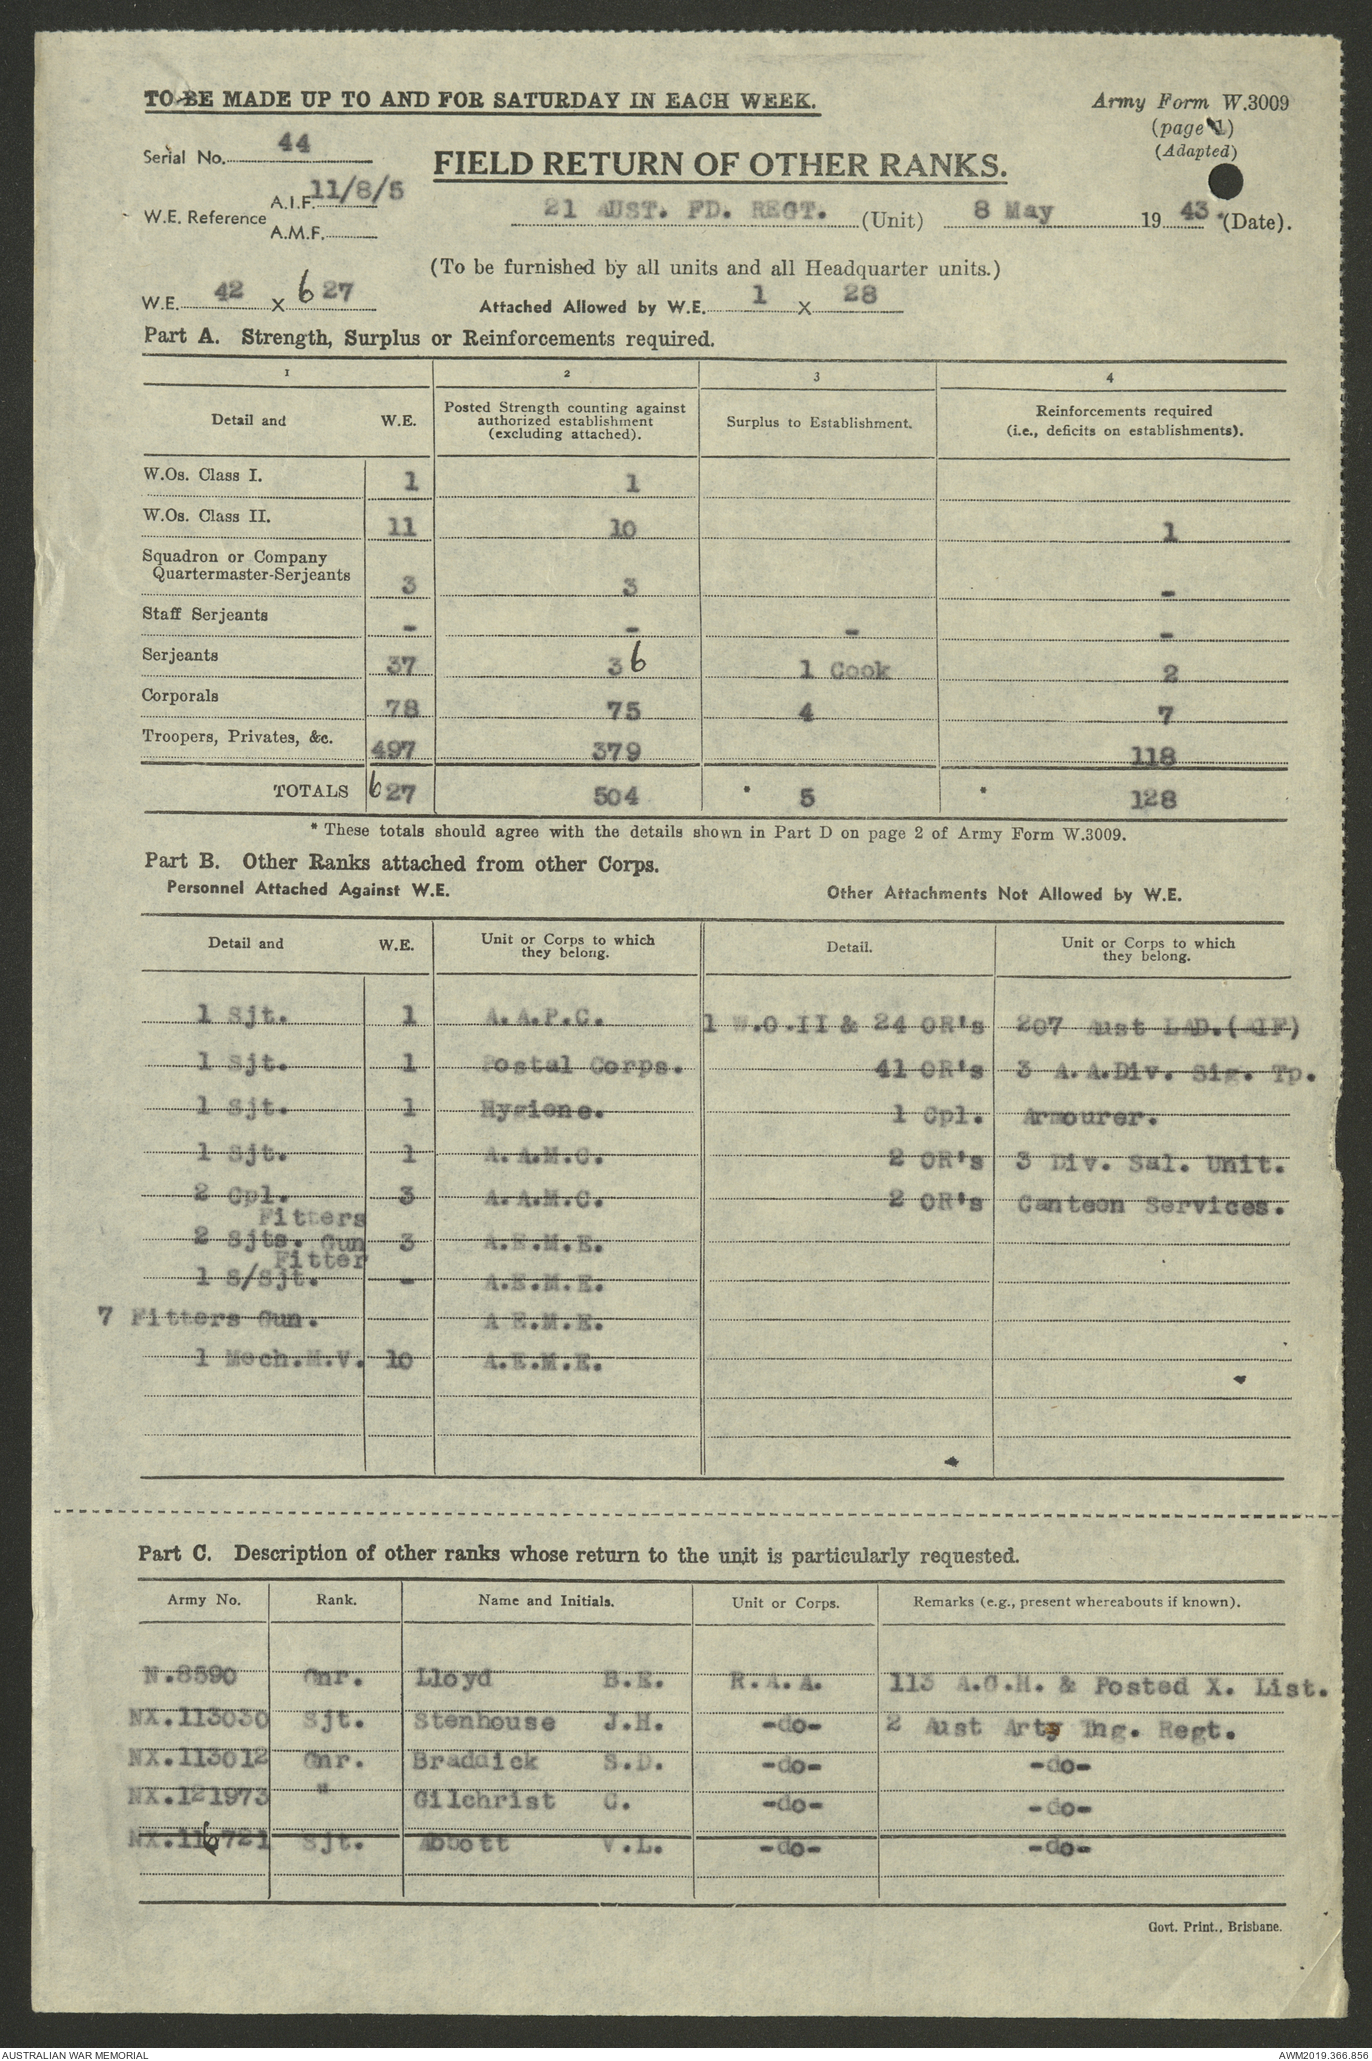 TO BE MADE UP TO AND FOR SATURDAY IN EACH WEEK.
Army Form W.3009
(page 1)
(Adapted)
Serial No. 44
FIELD RETURN OF OTHER RANKS.
W.E. Reference A.I.F. 11/8/5
A.M.F.
21 AUST. FD. REGT. (Unit) 8 May 1943. (Date).
(To be furnished by all units and all Headquarter units.)
W.E. 42 X 627 Attached Allowed by W.E. 1 X 28
Part A. Strength, Surplus or Reinforcements required.
1 2 3 4
Detail and W.E. Posted Strength counting against authorized establishment (excluding attached). Surplus to Establishment. Reinforcements required (i.e., deficits on establishments).
W.Os. Class I. 1 1
W.Os. Class II. 11 10 1
Squadron or Company
Quartermaster-Serjeants 3 3 -
Staff Serjeants - - - -
Serjeants 37 36 1 Cook 2
Corporals 78 75 4 7
Troopers, Privates, &c. 497 379 118
TOTALS 627 504 * 5 * 128
* These totals should agree with the details shown in Part D on page 2 of Army Form W.3009.
Part B. Other Ranks attached from other Corps.
Personnel Attached Against W.E. Other Attachments Not Allowed by W.E.
Detail and W.E. Unit or Corps to which they belong. Detail. Unit or Corps to which they belong.
1 Sjt. 1 A.A.P.C. 1 W.O.II & 24 OR's 207 Aust LAD.(AIF)
1 Sjt. 1 Postal Corps. 41 OR's 3 A.A.Div. Sig. Tp.
1 Sjt. 1 Hygiene. 1 Cpl. Armourer.
1 Sjt. 1 A.A.M.C. 2 OR's 3 Div. Sal. Unit.
2 Cpl. 3 A.A.M.C. 2 OR's Canteen Services.
Fitters
2 Sjts. Gun 3 A.E.M.E.
Fitter
1 S/Sjt. - A.E.M.E.
7 Fitters Gun. A E.M.E.
1 Mech.M.V. 10 A.E.M.E.
Part C. Description of other ranks whose return to the unit is particularly requested.
Army No. Rank. Name and Initials. Unit or Corps. Remarks (e.g., present whereabouts if known).
N.8590 Gnr. Lloyd B.E. R.A.A. 113 A.G.H. & Posted X. List.
NX.113030 Sjt. Stenhouse J.H. -do- 2 Aust Arty Tng. Regt.
NX.113012 Gnr. Braddick S.D. -do- -do-
NX.121973 " Gilchrist C. -do- -do-
NX.116721 Sjt. Abbott V.L. -do- -do-
Govt. Print., Brisbane.
AUSTRALIAN WAR MEMORIAL AWM2019.366.856